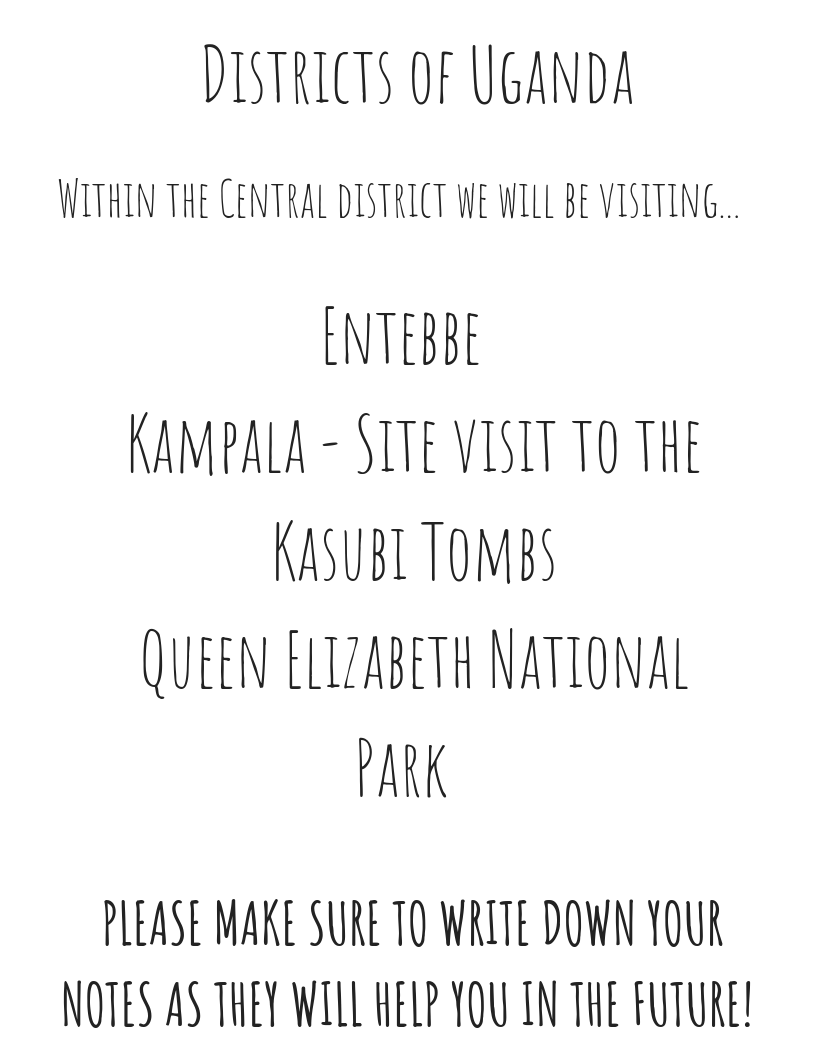 Districts of Uganda
Within the Central district we will be visiting...
Entebbe
Kampala - Site visit to the
Kasubi Tombs
Queen Elizabeth National
Park
PLEASE MAKE SURE TO WRITE DOWN YOUR
NOTES AS THEY WILL HELP YOU IN THE FUTURE!